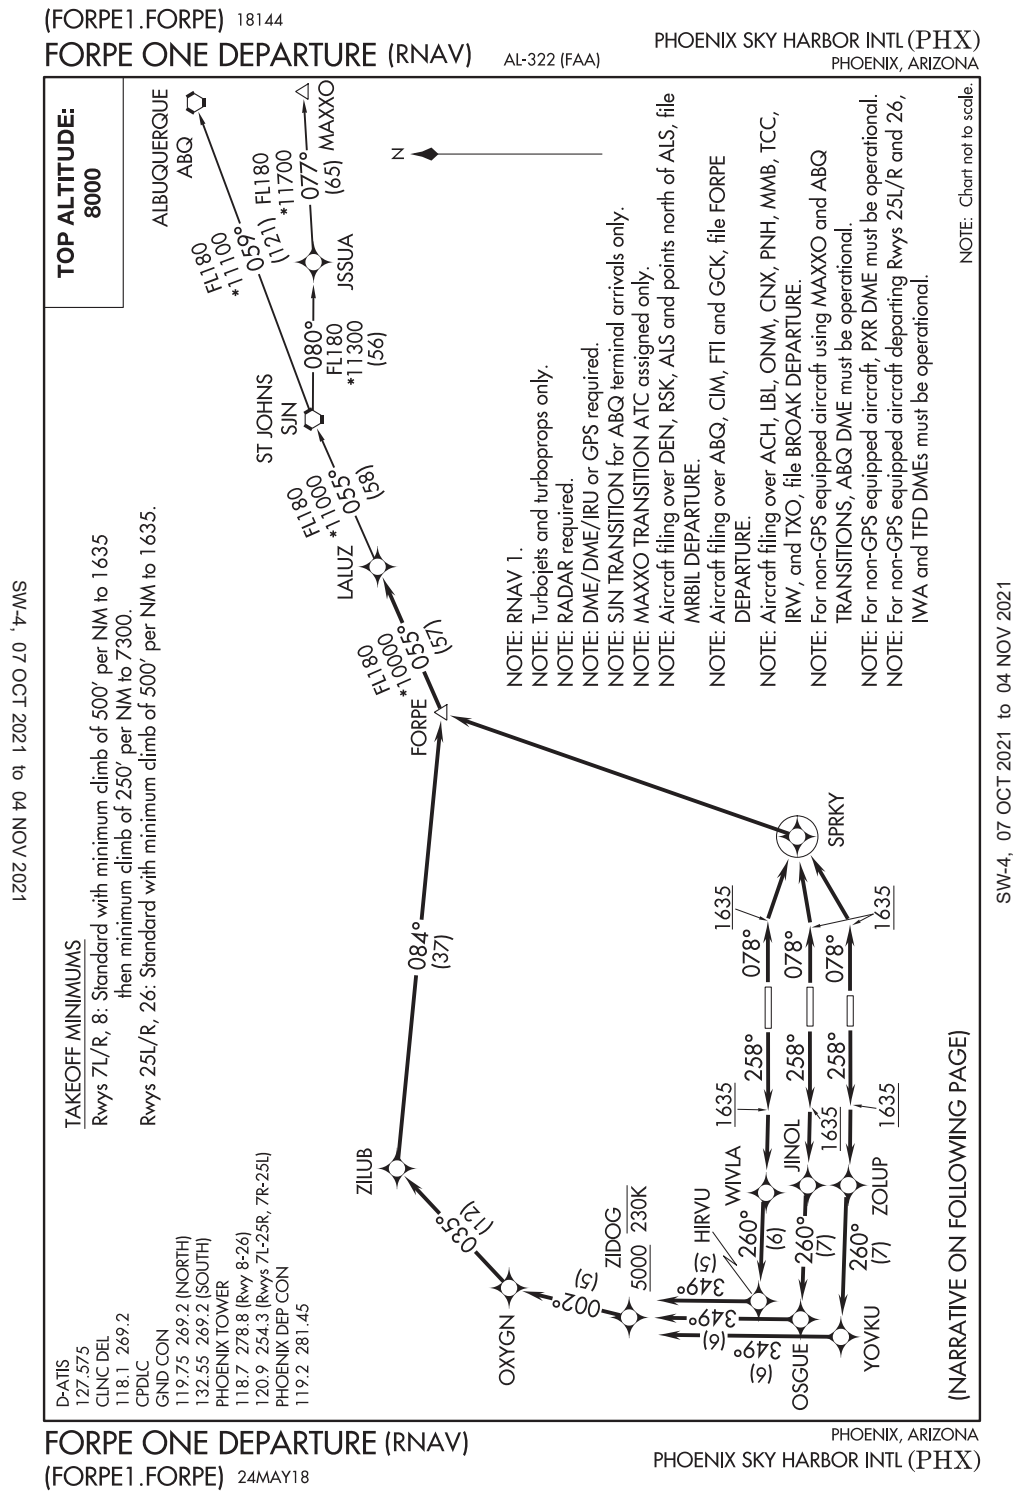 (FORPE1.FORPE) 18144
FORPE ONE DEPARTURE (RNAV)
AL-322 (FAA)
PHOENIX SKY HARBOR INTL (PHX)
PHOENIX, ARIZONA
TOP ALTITUDE:
8000
ALBUQUERQUE
ABQ
MAXXO
N
FL180
*11100
059°
(121)
FL180
*11700
077°
(65)
JSSUA
080°
FL180
*11300
(56)
ST JOHNS
SJN
FL180
*11000
055°
(58)
LALUZ
FL180
*10000
055°
(57)
FORPE
NOTE: RNAV 1.
NOTE: Turbojets and turboprops only.
NOTE: RADAR required.
NOTE: DME/DME/IRU or GPS required.
NOTE: SJN TRANSITION for ABQ terminal arrivals only.
NOTE: MAXXO TRANSITION ATC assigned only.
NOTE: Aircraft filing over DEN, RSK, ALS and points north of ALS, file
MRBIL DEPARTURE.
NOTE: Aircraft filing over ABQ, CIM, FTI and GCK, file FORPE
DEPARTURE.
NOTE: Aircraft filing over ACH, LBL, ONM, CNX, PNH, MMB, TCC,
IRW, and TXO, file BROAK DEPARTURE.
NOTE: For non-GPS equipped aircraft using MAXXO and ABQ
TRANSITIONS, ABQ DME must be operational.
NOTE: For non-GPS equipped aircraft, PXR DME must be operational.
NOTE: For non-GPS equipped aircraft departing Rwys 25L/R and 26,
IWA and TFD DMEs must be operational.
NOTE: Chart not to scale.
TAKEOFF MINIMUMS
Rwys 7L/R, 8: Standard with minimum climb of 500' per NM to 1635
then minimum climb of 250' per NM to 7300.
Rwys 25L/R, 26: Standard with minimum climb of 500' per NM to 1635.
084°
(37)
SPRKY
1635
1635
078°
078°
078°
258°
258°
258°
1635
1635
1635
WIVLA
JINOL
ZOLUP
260°
(6)
260°
(7)
260°
(7)
HIRVU
OSGUE
YOVKU
349°
(5)
349°
(6)
349°
(6)
ZIDOG
5000 230K
002°
(5)
OXYGN
035°
(12)
ZILUB
D-ATIS
127.575
CLNC DEL
118.1 269.2
CPDLC
GND CON
119.75 269.2 (NORTH)
132.55 269.2 (SOUTH)
PHOENIX TOWER
118.7 278.8 (Rwy 8-26)
120.9 254.3 (Rwys 7L-25R, 7R-25L)
PHOENIX DEP CON
119.2 281.45
(NARRATIVE ON FOLLOWING PAGE)
SW-4, 07 OCT 2021 to 04 NOV 2021
SW-4, 07 OCT 2021 to 04 NOV 2021
FORPE ONE DEPARTURE (RNAV)
(FORPE1.FORPE) 24MAY18
PHOENIX, ARIZONA
PHOENIX SKY HARBOR INTL (PHX)